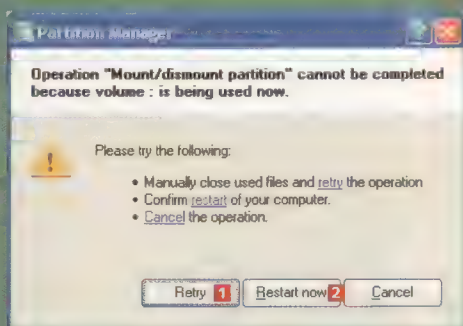 Partition Manager
Operation "Mount/dismount partition" cannot be completed
because volume : is being used now.
Please try the following:
• Manually close used files and retry the operation
• Confirm restart of your computer.
• Cancel the operation.
Retry 1 Restart now 2 Cancel